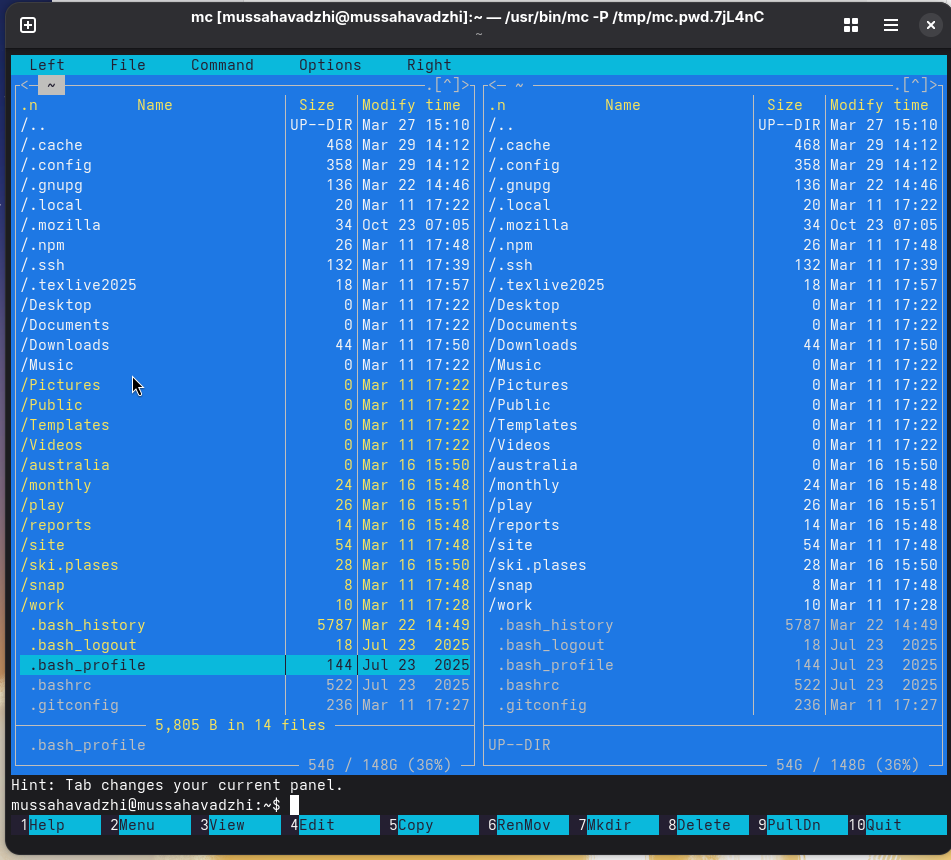 mc [mussahavadzhi@mussahavadzhi]:~ — /usr/bin/mc -P /tmp/mc.pwd.7jL4nC
~
Left File Command Options Right
<─ ~ .[^]> <─ ~ .[^]>
.n Name Size Modify time .n Name Size Modify time
/.. UP--DIR Mar 27 15:10 /.. UP--DIR Mar 27 15:10
/.cache 468 Mar 29 14:12 /.cache 468 Mar 29 14:12
/.config 358 Mar 29 14:12 /.config 358 Mar 29 14:12
/.gnupg 136 Mar 22 14:46 /.gnupg 136 Mar 22 14:46
/.local 20 Mar 11 17:22 /.local 20 Mar 11 17:22
/.mozilla 34 Oct 23 07:05 /.mozilla 34 Oct 23 07:05
/.npm 26 Mar 11 17:48 /.npm 26 Mar 11 17:48
/.ssh 132 Mar 11 17:39 /.ssh 132 Mar 11 17:39
/.texlive2025 18 Mar 11 17:57 /.texlive2025 18 Mar 11 17:57
/Desktop 0 Mar 11 17:22 /Desktop 0 Mar 11 17:22
/Documents 0 Mar 11 17:22 /Documents 0 Mar 11 17:22
/Downloads 44 Mar 11 17:50 /Downloads 44 Mar 11 17:50
/Music 0 Mar 11 17:22 /Music 0 Mar 11 17:22
/Pictures 0 Mar 11 17:22 /Pictures 0 Mar 11 17:22
/Public 0 Mar 11 17:22 /Public 0 Mar 11 17:22
/Templates 0 Mar 11 17:22 /Templates 0 Mar 11 17:22
/Videos 0 Mar 11 17:22 /Videos 0 Mar 11 17:22
/australia 0 Mar 16 15:50 /australia 0 Mar 16 15:50
/monthly 24 Mar 16 15:48 /monthly 24 Mar 16 15:48
/play 26 Mar 16 15:51 /play 26 Mar 16 15:51
/reports 14 Mar 16 15:48 /reports 14 Mar 16 15:48
/site 54 Mar 11 17:48 /site 54 Mar 11 17:48
/ski.plases 28 Mar 16 15:50 /ski.plases 28 Mar 16 15:50
/snap 8 Mar 11 17:48 /snap 8 Mar 11 17:48
/work 10 Mar 11 17:28 /work 10 Mar 11 17:28
.bash_history 5787 Mar 22 14:49 .bash_history 5787 Mar 22 14:49
.bash_logout 18 Jul 23 2025 .bash_logout 18 Jul 23 2025
.bash_profile 144 Jul 23 2025 .bash_profile 144 Jul 23 2025
.bashrc 522 Jul 23 2025 .bashrc 522 Jul 23 2025
.gitconfig 236 Mar 11 17:27 .gitconfig 236 Mar 11 17:27
5,805 B in 14 files
.bash_profile UP--DIR
54G / 148G (36%) 54G / 148G (36%)
Hint: Tab changes your current panel.
mussahavadzhi@mussahavadzhi:~$
1Help 2Menu 3View 4Edit 5Copy 6RenMov 7Mkdir 8Delete 9PullDn 10Quit